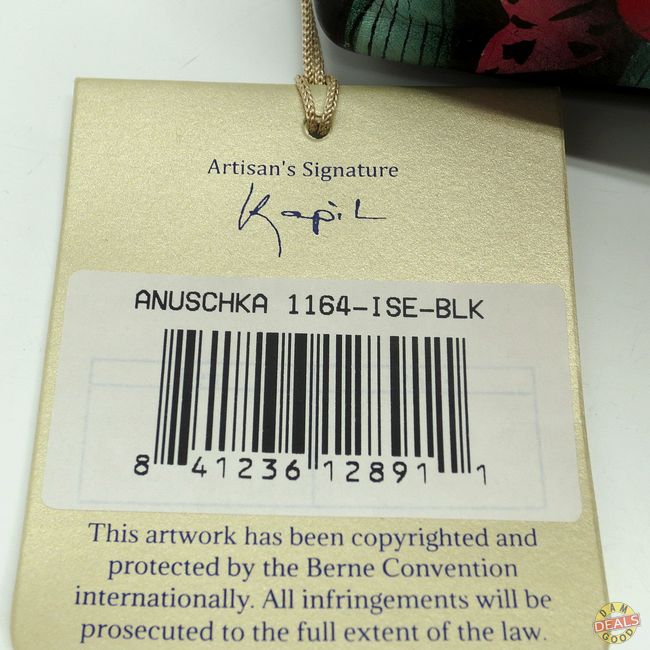 Artisan's Signature
Kapil
ANUSCHKA 1164-ISE-BLK
8 41236 12891 1
This artwork has been copyrighted and
protected by the Berne Convention
internationally. All infringements will be
prosecuted to the full extent of the law.
DAM
DEALS
GOOD